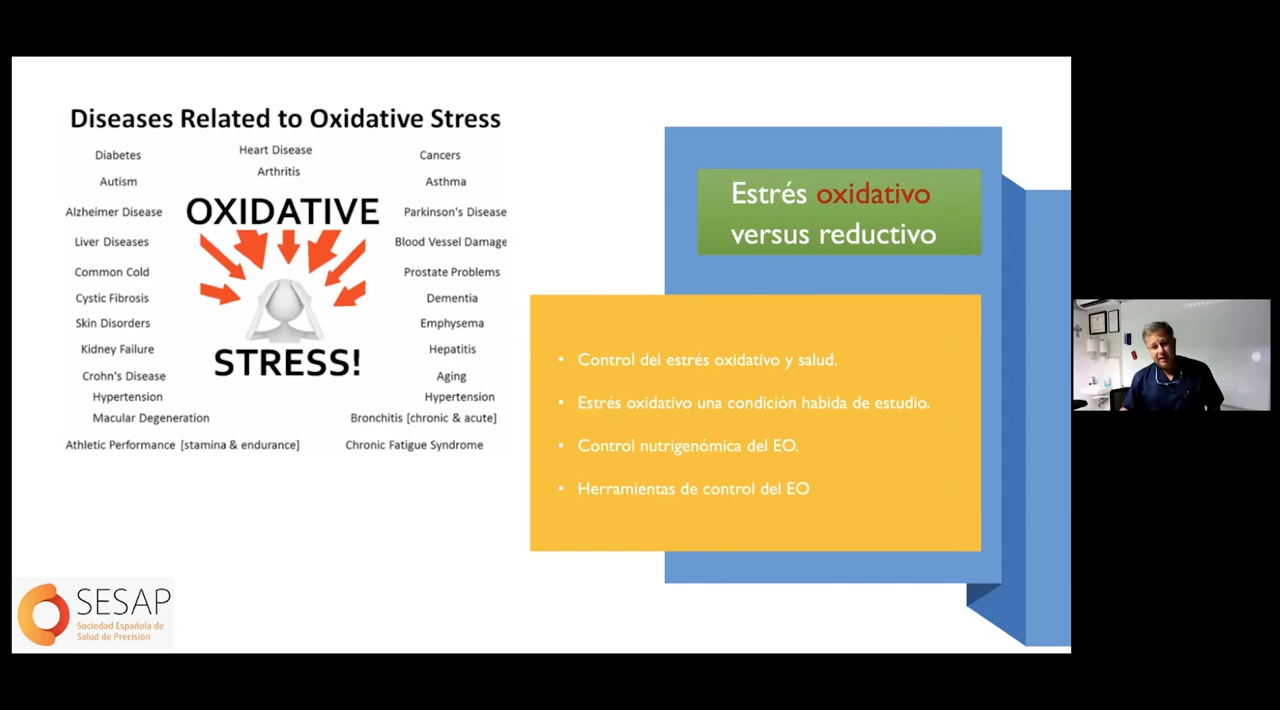 Diseases Related to Oxidative Stress
Diabetes
Heart Disease
Cancers
Autism
Arthritis
Asthma
Alzheimer Disease
OXIDATIVE
Parkinson's Disease
Liver Diseases
Blood Vessel Damage
Common Cold
Prostate Problems
Cystic Fibrosis
Dementia
Skin Disorders
Emphysema
Kidney Failure
STRESS!
Hepatitis
Crohn's Disease
Aging
Hypertension
Hypertension
Macular Degeneration
Bronchitis [chronic & acute]
Athletic Performance [stamina & endurance]
Chronic Fatigue Syndrome
Estrés oxidativo
versus reductivo
• Control del estrés oxidativo y salud.
• Estrés oxidativo una condición habida de estudio.
• Control nutrigenómica del EO.
• Herramientas de control del EO
SESAP
Sociedad Española de
Salud de Precisión